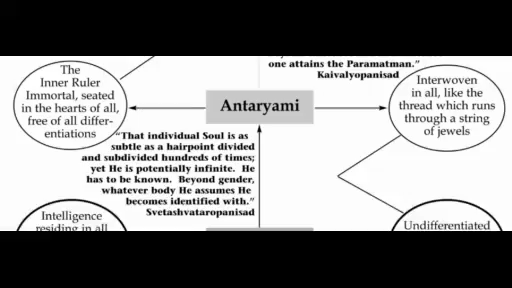 one attains the Paramatman."
Kaivalyopanisad
The
Inner Ruler
Immortal, seated
in the hearts of all,
free of all differ-
entiations
Antaryami
Interwoven
in all, like the
thread which runs
through a string
of jewels
"That individual Soul is as
subtle as a hairpoint divided
and subdivided hundreds of times;
yet He is potentially infinite. He
has to be known. Beyond gender,
whatever body He assumes He
becomes identified with."
Svetashvataropanisad
Intelligence
residing in all
Undifferentiated